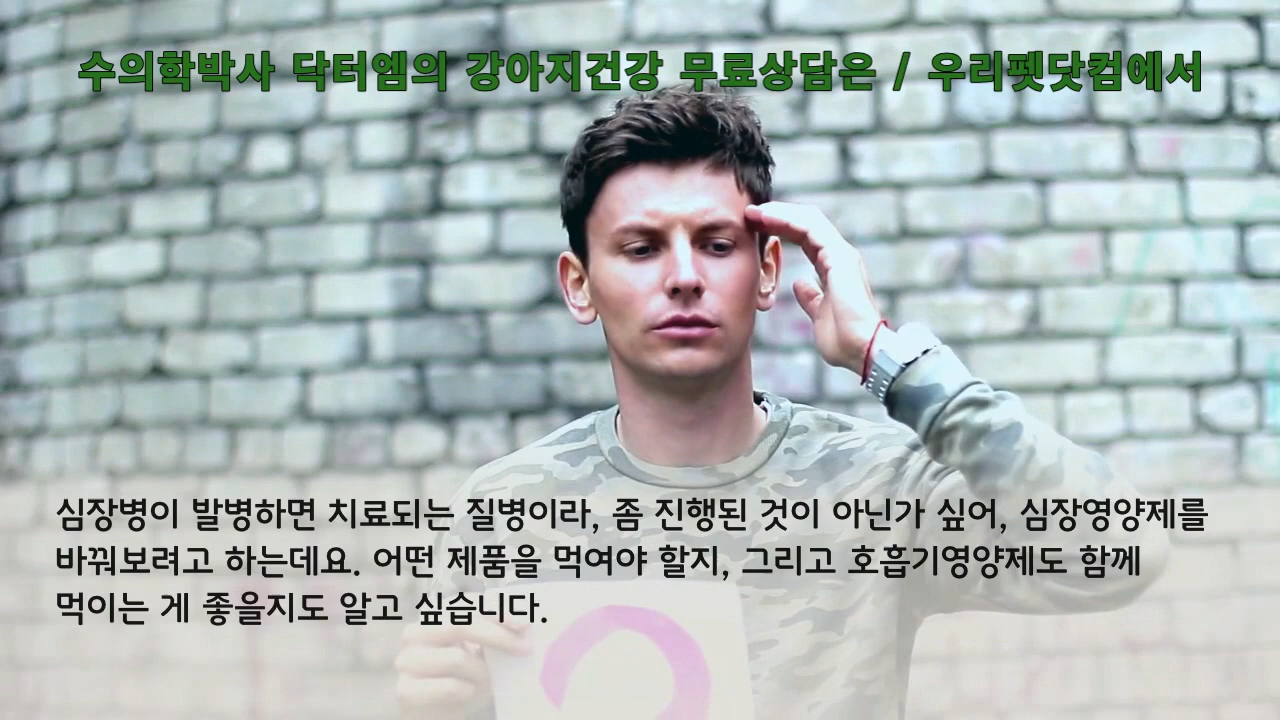 수의학박사 닥터엠의 강아지건강 무료상담은 / 우리펫닷컴에서
심장병이 발병하면 치료되는 질병이라, 좀 진행된 것이 아닌가 싶어, 심장영양제를
바꿔보려고 하는데요. 어떤 제품을 먹여야 할지, 그리고 호흡기영양제도 함께
먹이는 게 좋을지도 알고 싶습니다.
?